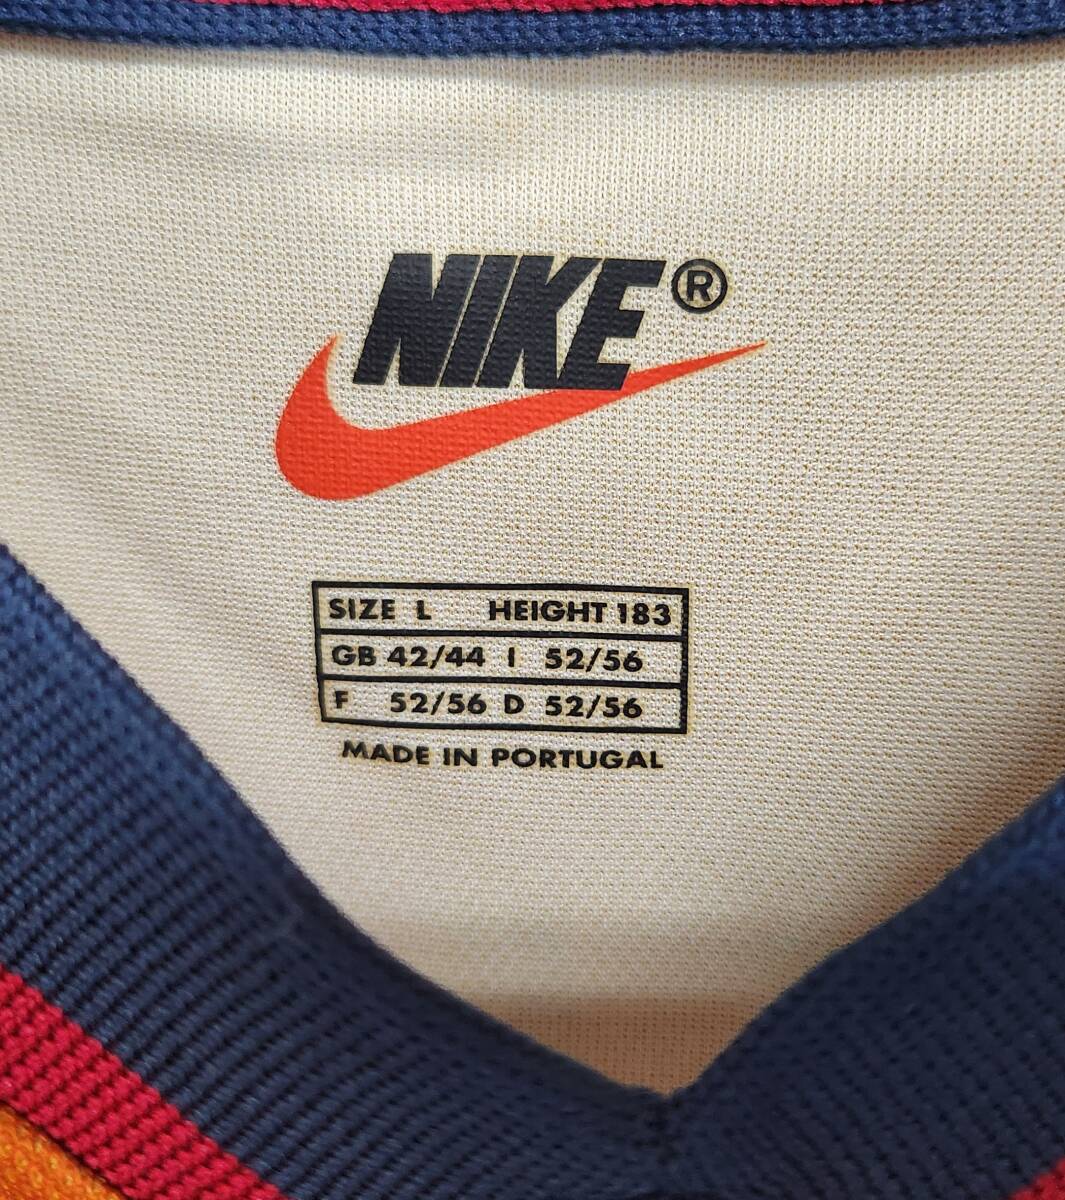 NIKE®
SIZE L HEIGHT 183
GB 42/44 I 52/56
F 52/56 D 52/56
MADE IN PORTUGAL